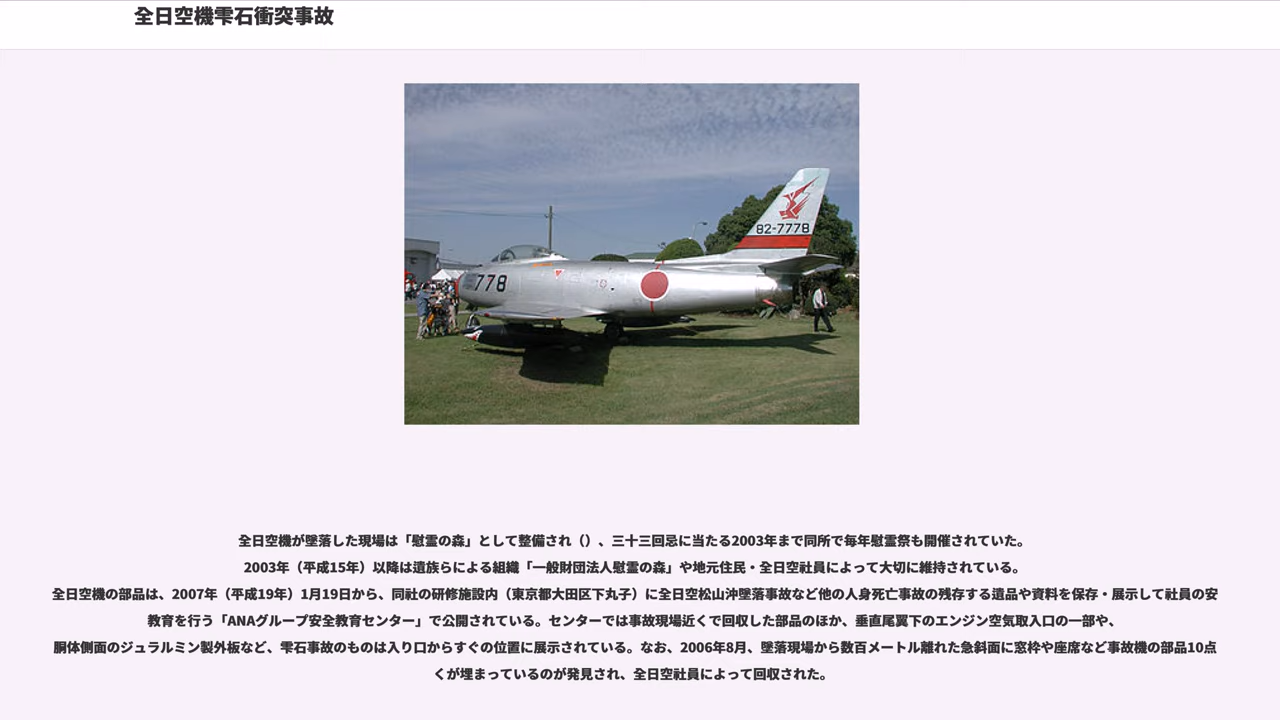 全日空機雫石衝突事故
82-7778
778
全日空機が墜落した現場は「慰霊の森」として整備され（）、三十三回忌に当たる2003年まで同所で毎年慰霊祭も開催されていた。
2003年（平成15年）以降は遺族らによる組織「一般財団法人慰霊の森」や地元住民・全日空社員によって大切に維持されている。
全日空機の部品は、2007年（平成19年）1月19日から、同社の研修施設内（東京都大田区下丸子）に全日空松山沖墜落事故など他の人身死亡事故の残存する遺品や資料を保存・展示して社員の安
教育を行う「ANAグループ安全教育センター」で公開されている。センターでは事故現場近くで回収した部品のほか、垂直尾翼下のエンジン空気取入口の一部や、
胴体側面のジュラルミン製外板など、雫石事故のものは入り口からすぐの位置に展示されている。なお、2006年8月、墜落現場から数百メートル離れた急斜面に窓枠や座席など事故機の部品10点
くが埋まっているのが発見され、全日空社員によって回収された。